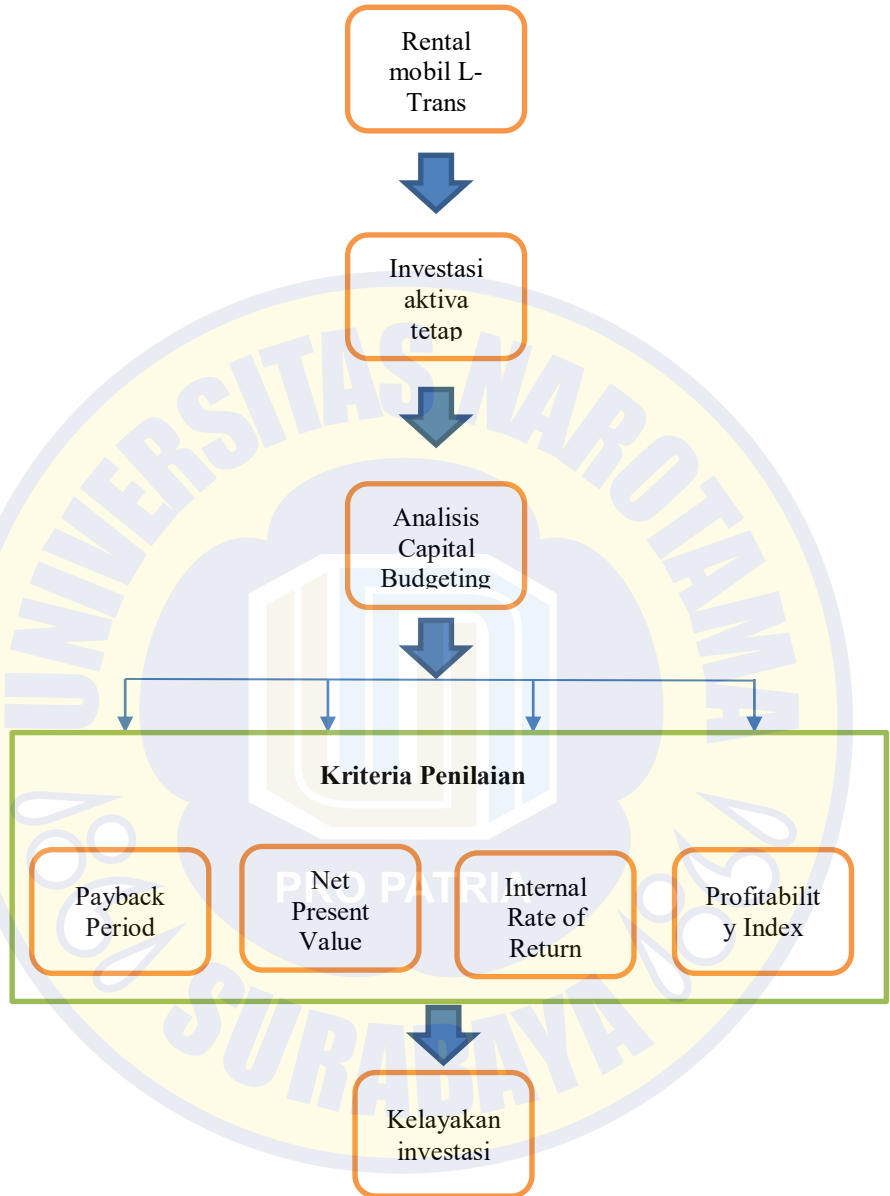 Rental
mobil L-
Trans
Investasi
aktiva
tetap
Analisis
Capital
Budgeting
Kriteria Penilaian
Payback
Period
Net
Present
Value
Internal
Rate of
Return
Profitabilit
y Index
Kelayakan
investasi
UNIVERSITAS NAROTAMA
PRO PATRIA
SURABAYA